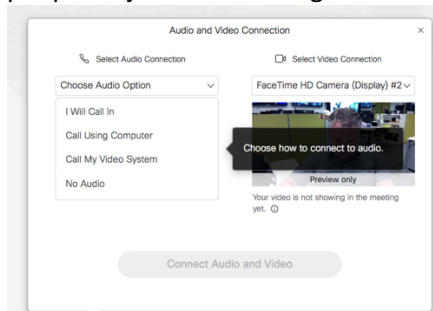 Audio and Video Connection
Select Audio Connection
Select Video Connection
Choose Audio Option
FaceTime HD Camera (Display) #2
I Will Call In
Call Using Computer
Call My Video System
No Audio
Choose how to connect to audio.
Preview only
Your video is not showing in the meeting
yet.
Connect Audio and Video